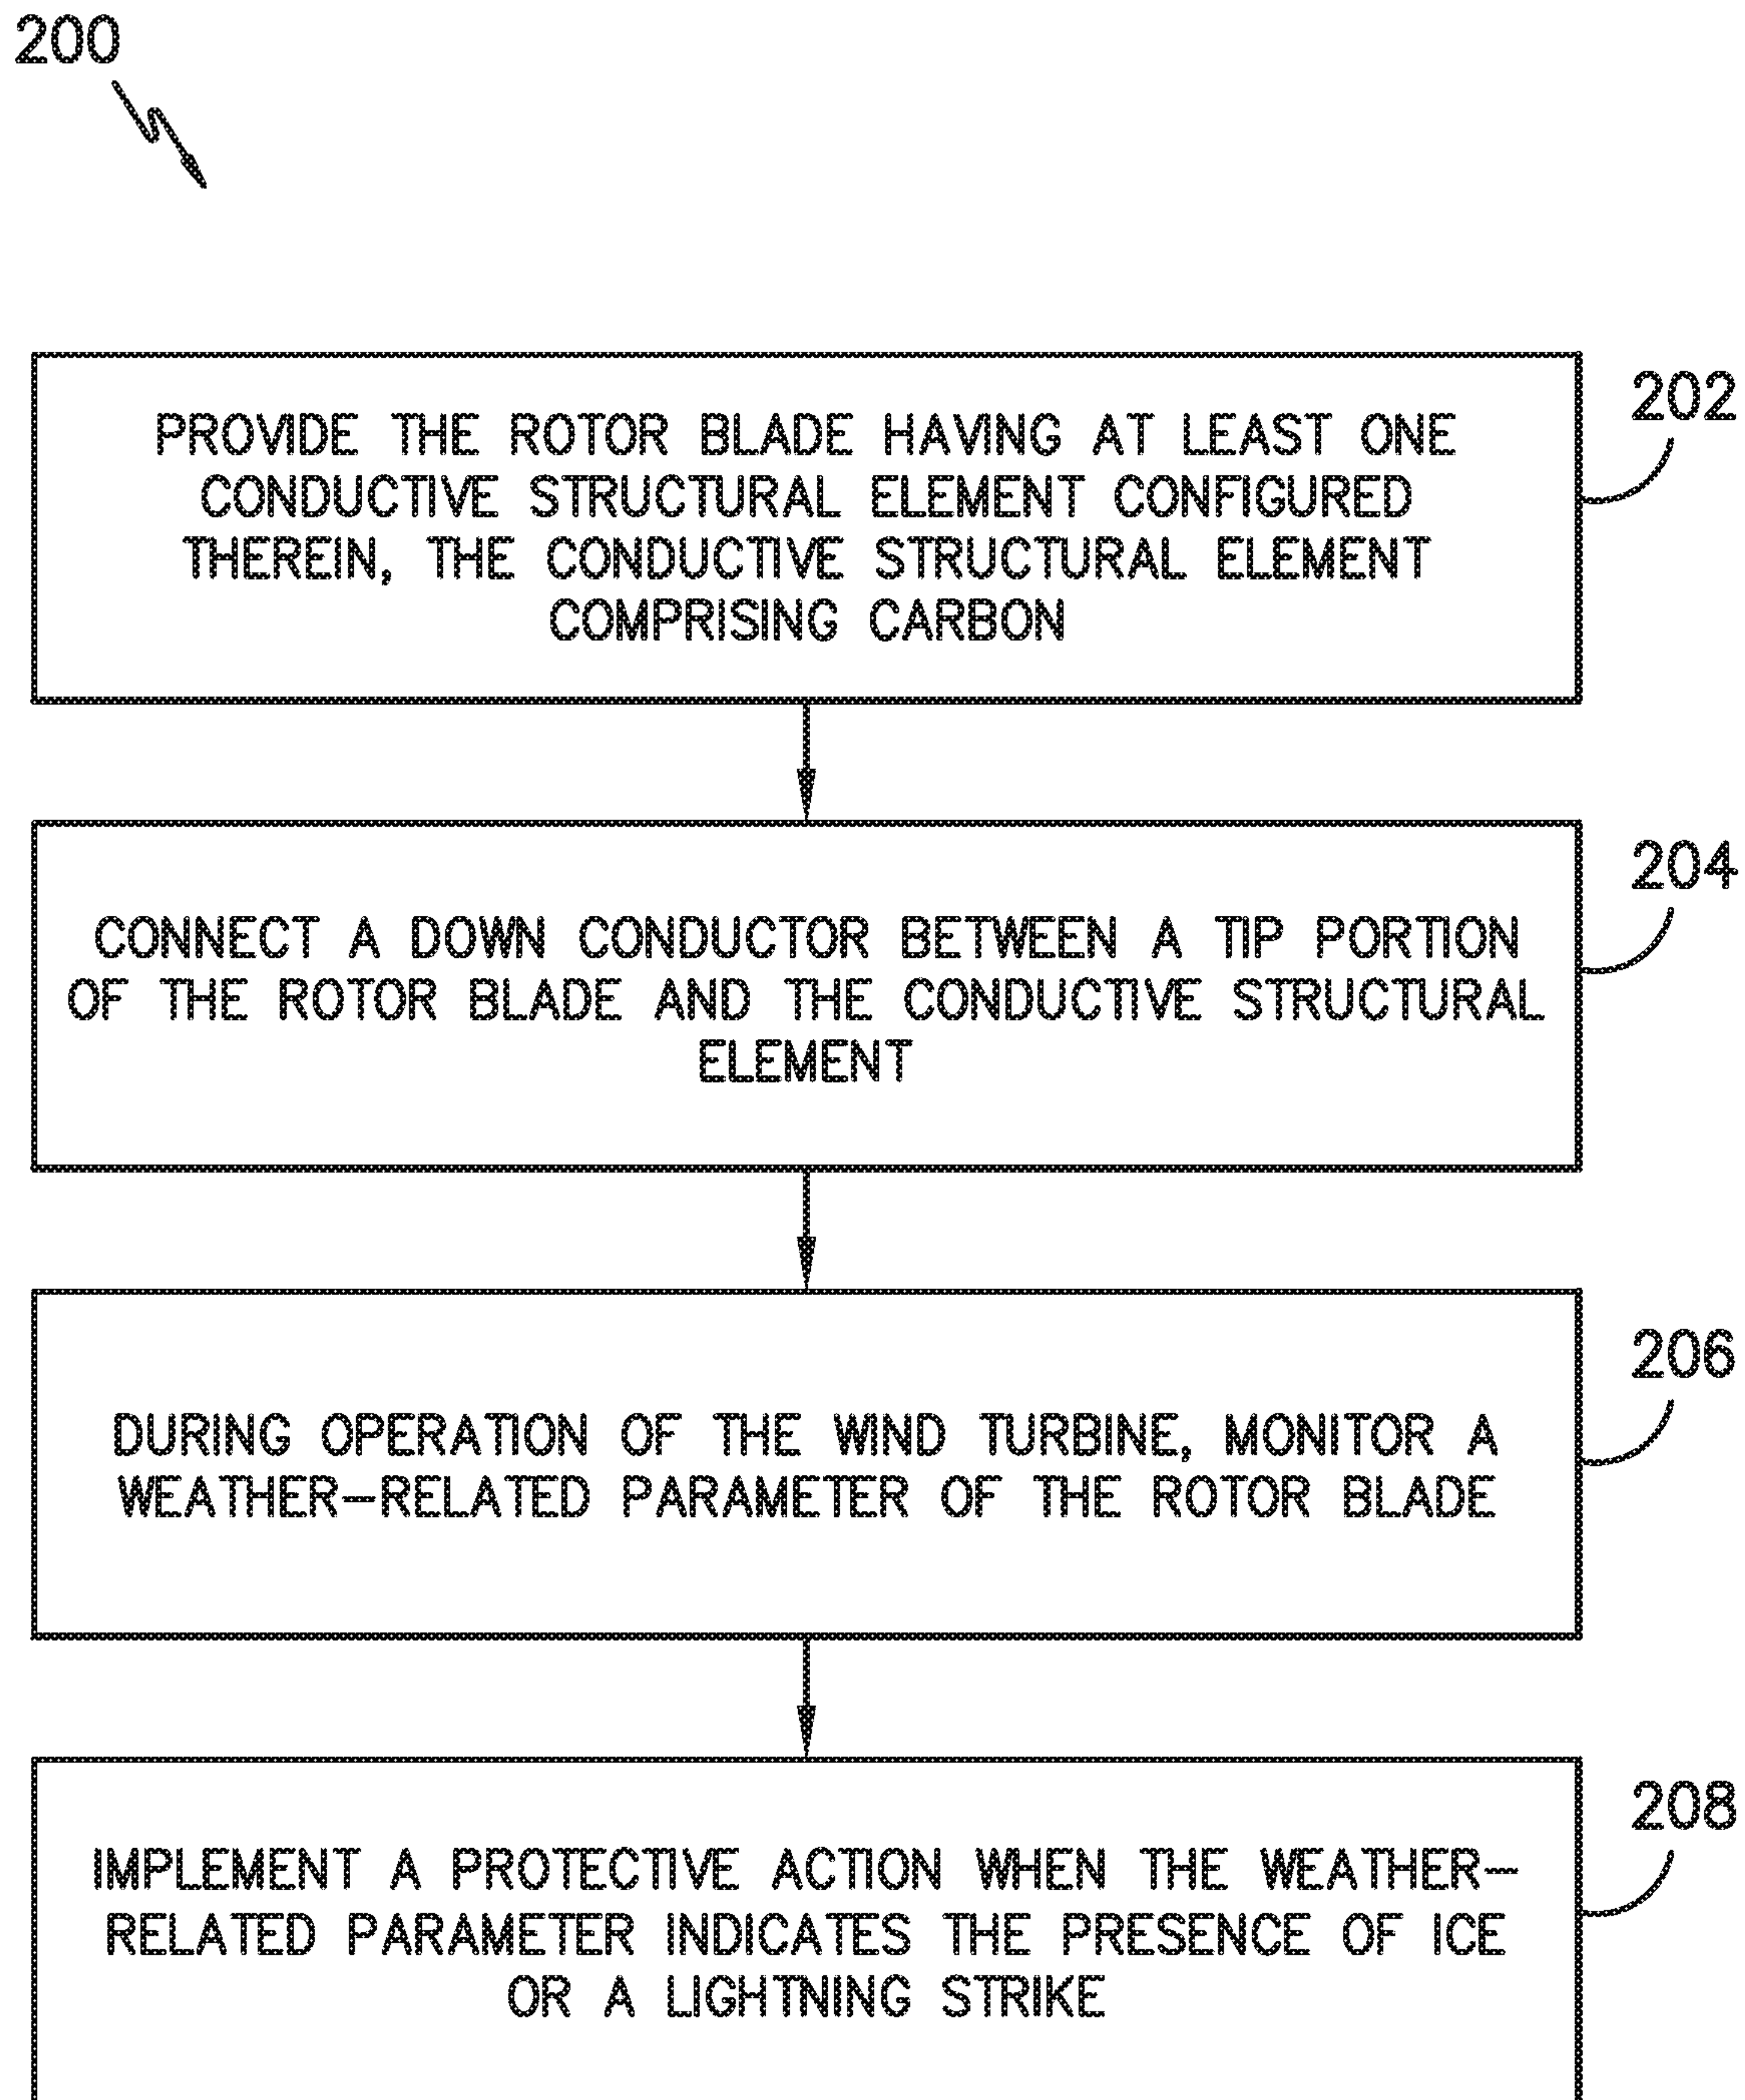 200
PROVIDE THE ROTOR BLADE HAVING AT LEAST ONE
CONDUCTIVE STRUCTURAL ELEMENT CONFIGURED
THEREIN, THE CONDUCTIVE STRUCTURAL ELEMENT
COMPRISING CARBON
202
CONNECT A DOWN CONDUCTOR BETWEEN A TIP PORTION
OF THE ROTOR BLADE AND THE CONDUCTIVE STRUCTURAL
ELEMENT
204
DURING OPERATION OF THE WIND TURBINE, MONITOR A
WEATHER–RELATED PARAMETER OF THE ROTOR BLADE
206
IMPLEMENT A PROTECTIVE ACTION WHEN THE WEATHER–
RELATED PARAMETER INDICATES THE PRESENCE OF ICE
OR A LIGHTNING STRIKE
208